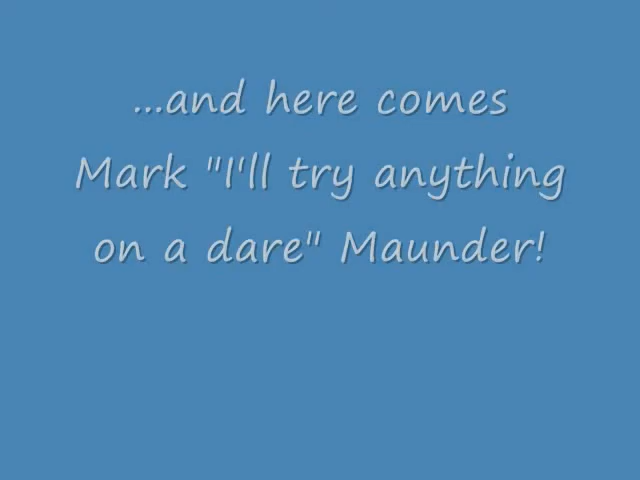 ...and here comes
Mark "I'll try anything
on a dare" Maunder!